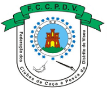 F.C.C.P.D.V.
Federação dos Clubes de Caça e Pesca do Distrito de Viseu